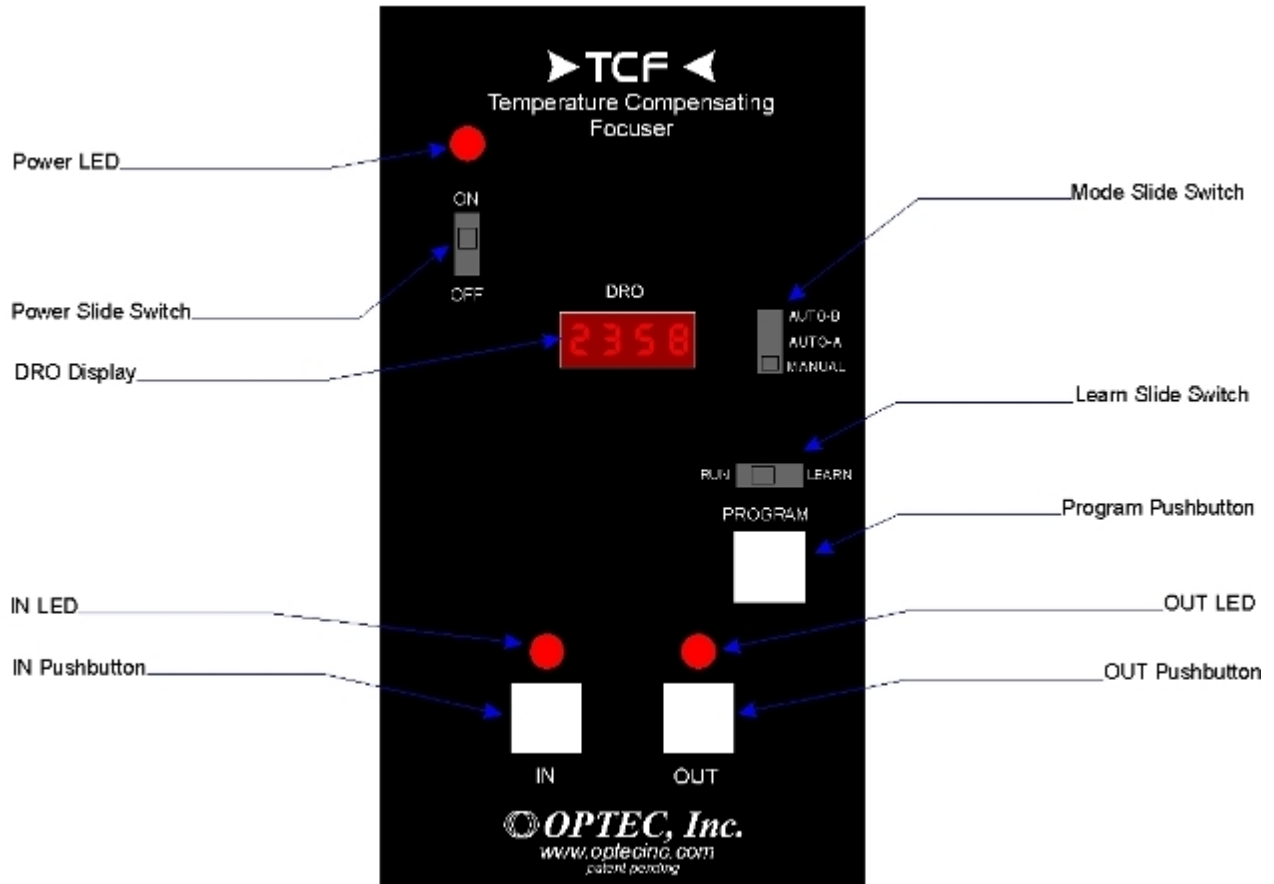 TCF
Temperature Compensating
Focuser
Power LED
ON
Mode Slide Switch
Power Slide Switch
OFF
DRO
AUTO-B
2358
AUTO-A
DRO Display
MANUAL
Learn Slide Switch
RUN
LEARN
Program Pushbutton
PROGRAM
IN LED
OUT LED
IN Pushbutton
OUT Pushbutton
IN
OUT
OPTEC, Inc.
www.optecinc.com
patent pending